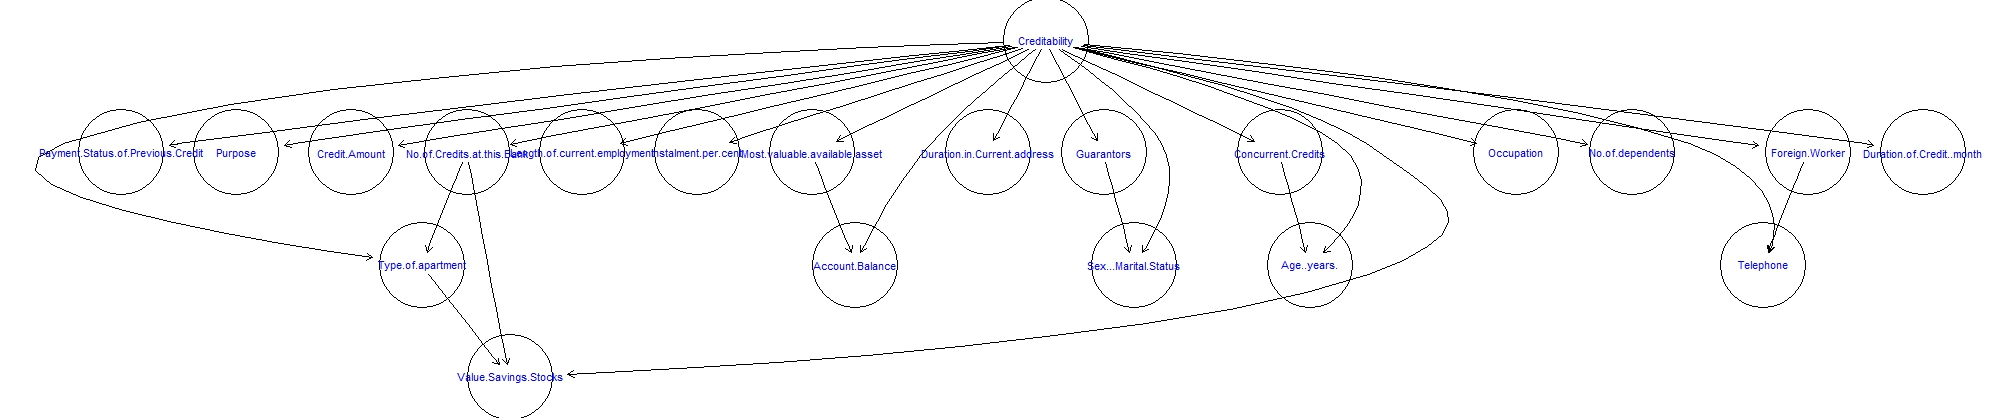 Creditability
Payment.Status.of.Previous.Credit
Purpose
Credit.Amount
No.of.Credits.at.this.Bank
Length.of.current.employment
Instalment.per.cent
Most.valuable.available.asset
Duration.in.Current.address
Guarantors
Concurrent.Credits
Occupation
No.of.dependents
Foreign.Worker
Duration.of.Credit..month
Type.of.apartment
Account.Balance
Sex...Marital.Status
Age..years.
Telephone
Value.Savings.Stocks